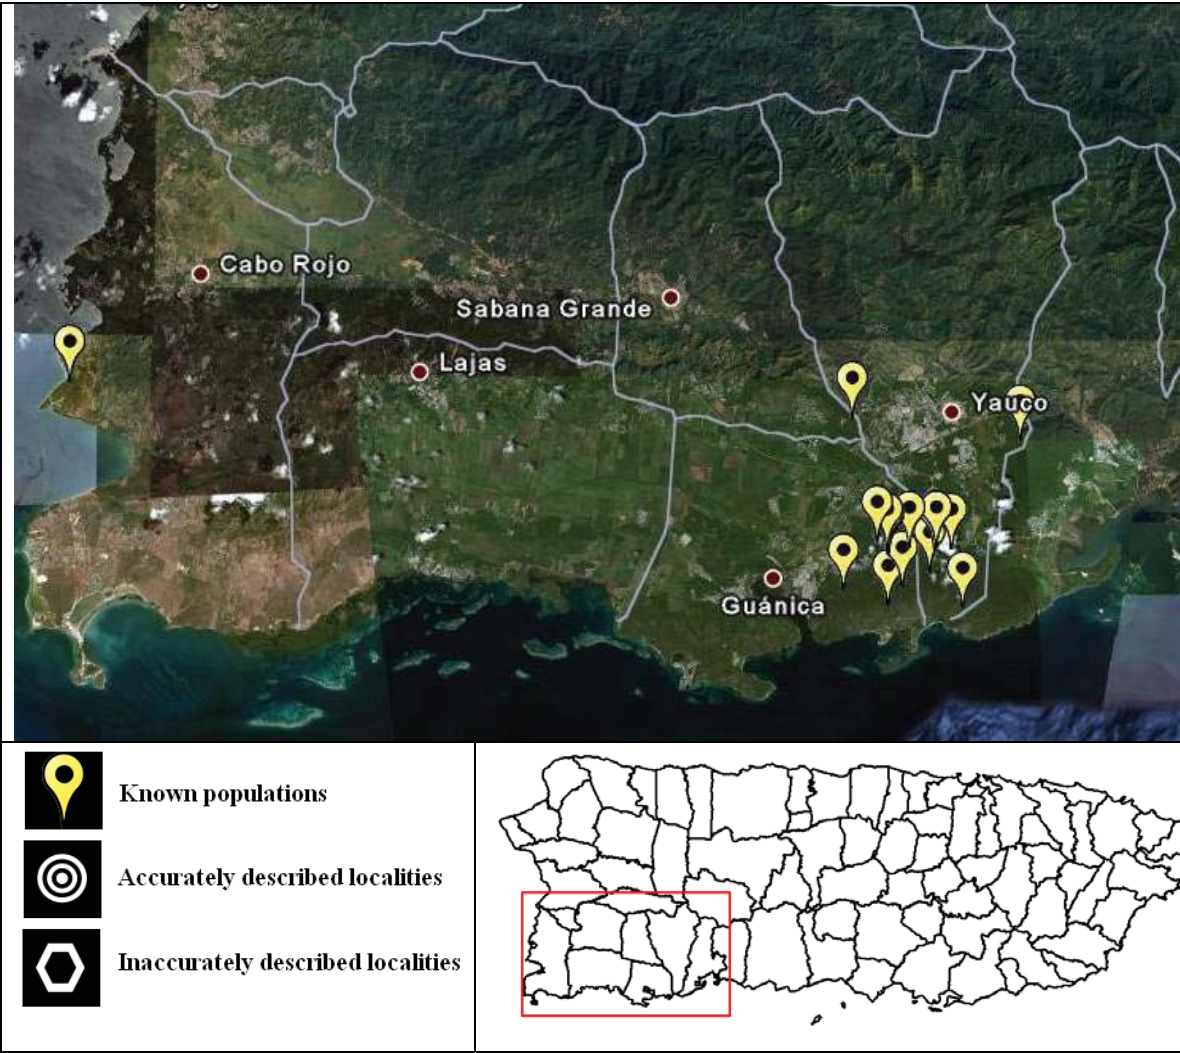 Cabo Rojo
Sabana Grande
Lajas
Yauco
Guánica
Known populations
Accurately described localities
Inaccurately described localities